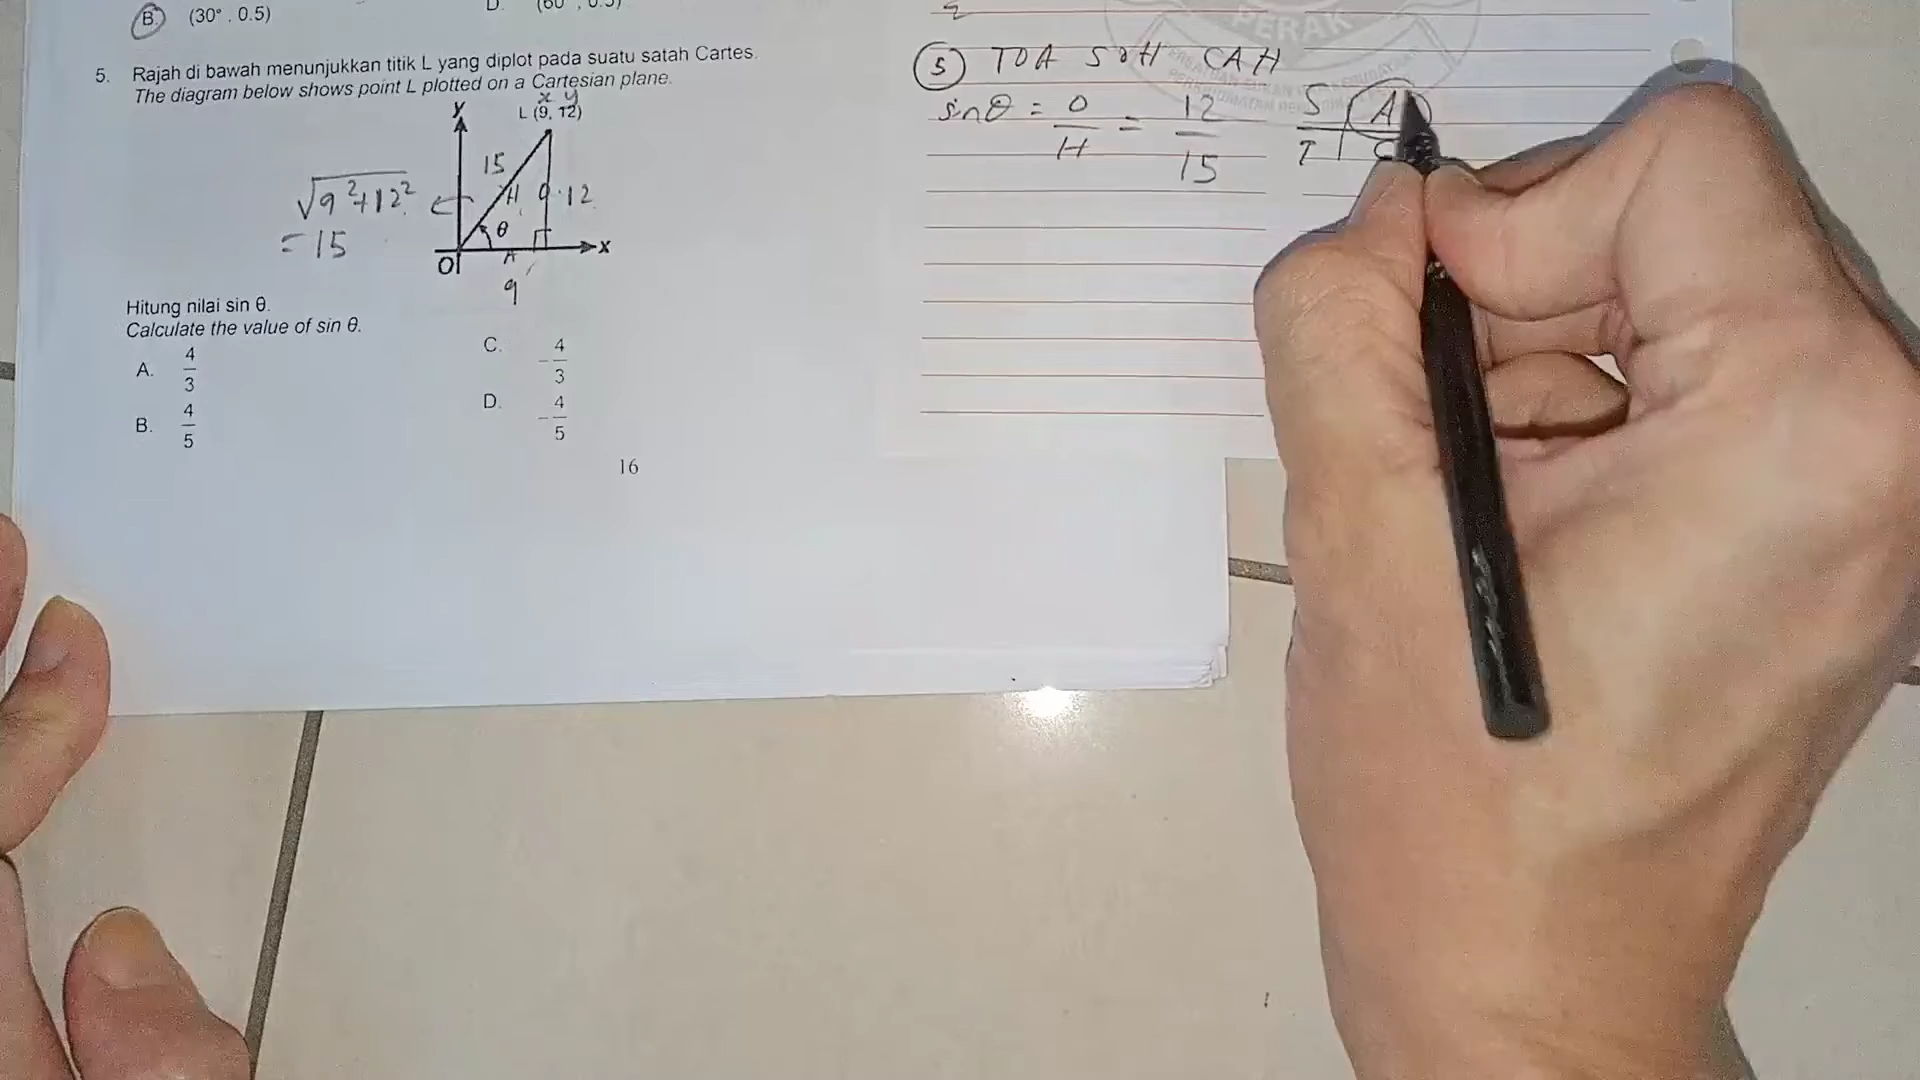 B. (30° , 0.5)
D.
5. Rajah di bawah menunjukkan titik L yang diplot pada suatu satah Cartes.
The diagram below shows point L plotted on a Cartesian plane.
x y
y L (9, 12)
15
H O 12
√9²+12²
= 15
θ
x
O A
9
Hitung nilai sin θ.
Calculate the value of sin θ.
A. 4/3
B. 4/5
C. -4/3
D. -4/5
16
PERAK
5 TOA SOH CAH
sin θ = O/H = 12/15
S A
T C